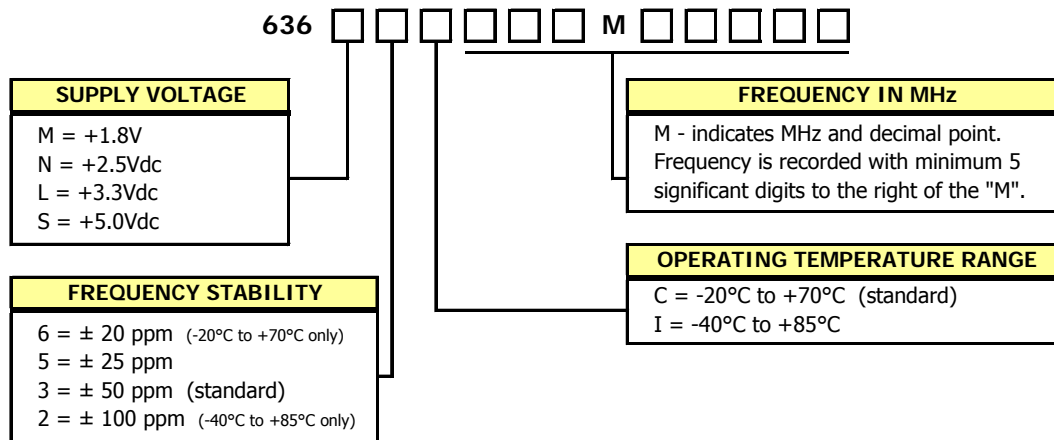 636 M
SUPPLY VOLTAGE
M = +1.8V
N = +2.5Vdc
L = +3.3Vdc
S = +5.0Vdc
FREQUENCY STABILITY
6 = ± 20 ppm (-20°C to +70°C only)
5 = ± 25 ppm
3 = ± 50 ppm (standard)
2 = ± 100 ppm (-40°C to +85°C only)
FREQUENCY IN MHz
M - indicates MHz and decimal point.
Frequency is recorded with minimum 5
significant digits to the right of the "M".
OPERATING TEMPERATURE RANGE
C = -20°C to +70°C (standard)
I = -40°C to +85°C